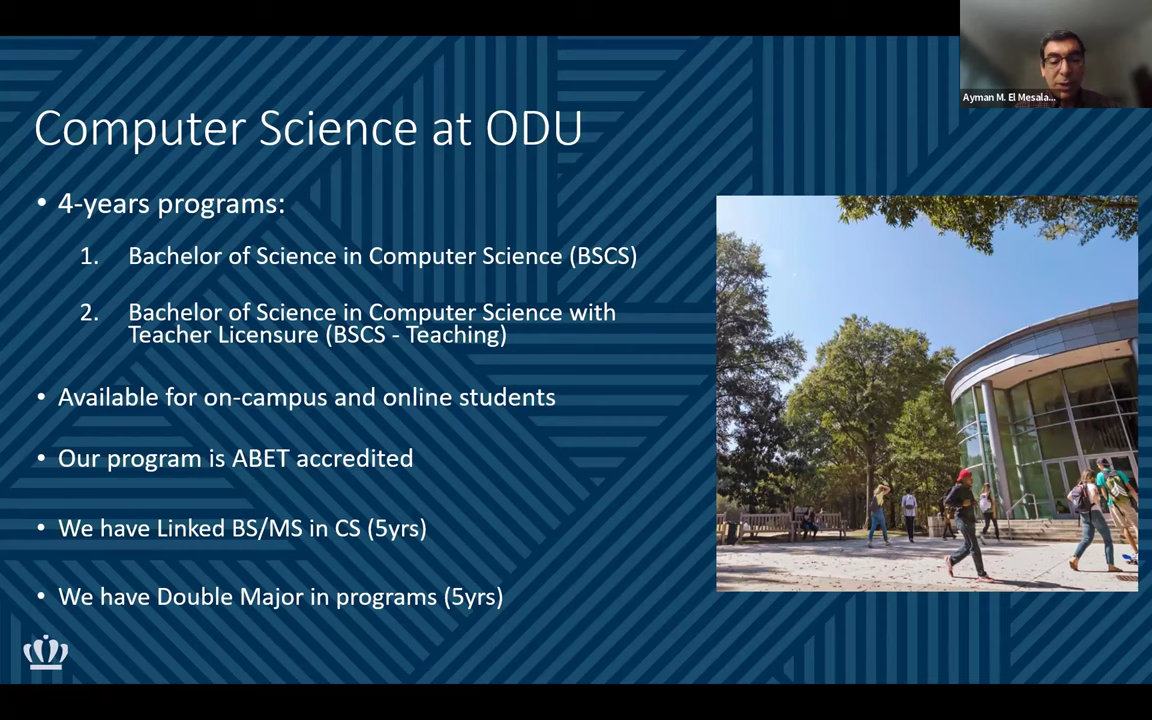 Ayman M. El Mesala...
Computer Science at ODU
• 4-years programs:
1. Bachelor of Science in Computer Science (BSCS)
2. Bachelor of Science in Computer Science with
Teacher Licensure (BSCS - Teaching)
• Available for on-campus and online students
• Our program is ABET accredited
• We have Linked BS/MS in CS (5yrs)
• We have Double Major in programs (5yrs)